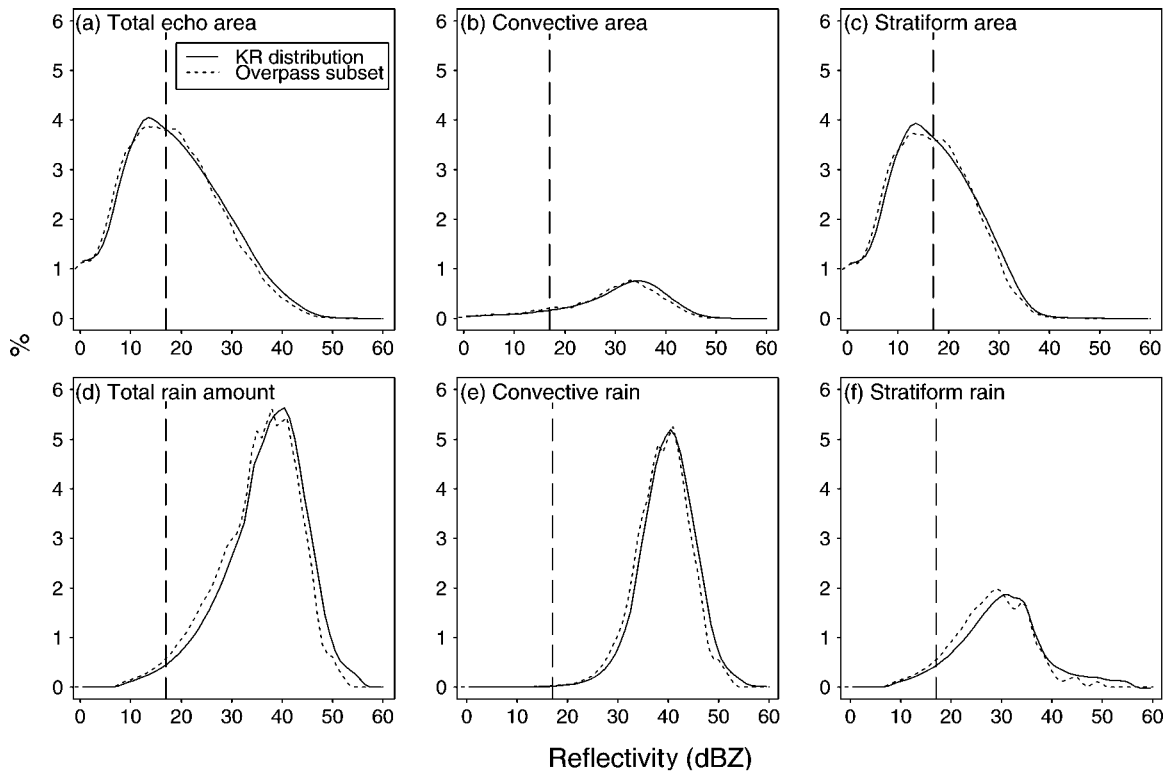 (a) Total echo area
(b) Convective area
(c) Stratiform area
KR distribution
Overpass subset
6
5
4
3
2
1
0
0 10 20 30 40 50 60
6
5
4
3
2
1
0
0 10 20 30 40 50 60
6
5
4
3
2
1
0
0 10 20 30 40 50 60
%
(d) Total rain amount
(e) Convective rain
(f) Stratiform rain
6
5
4
3
2
1
0
0 10 20 30 40 50 60
6
5
4
3
2
1
0
0 10 20 30 40 50 60
6
5
4
3
2
1
0
0 10 20 30 40 50 60
Reflectivity (dBZ)